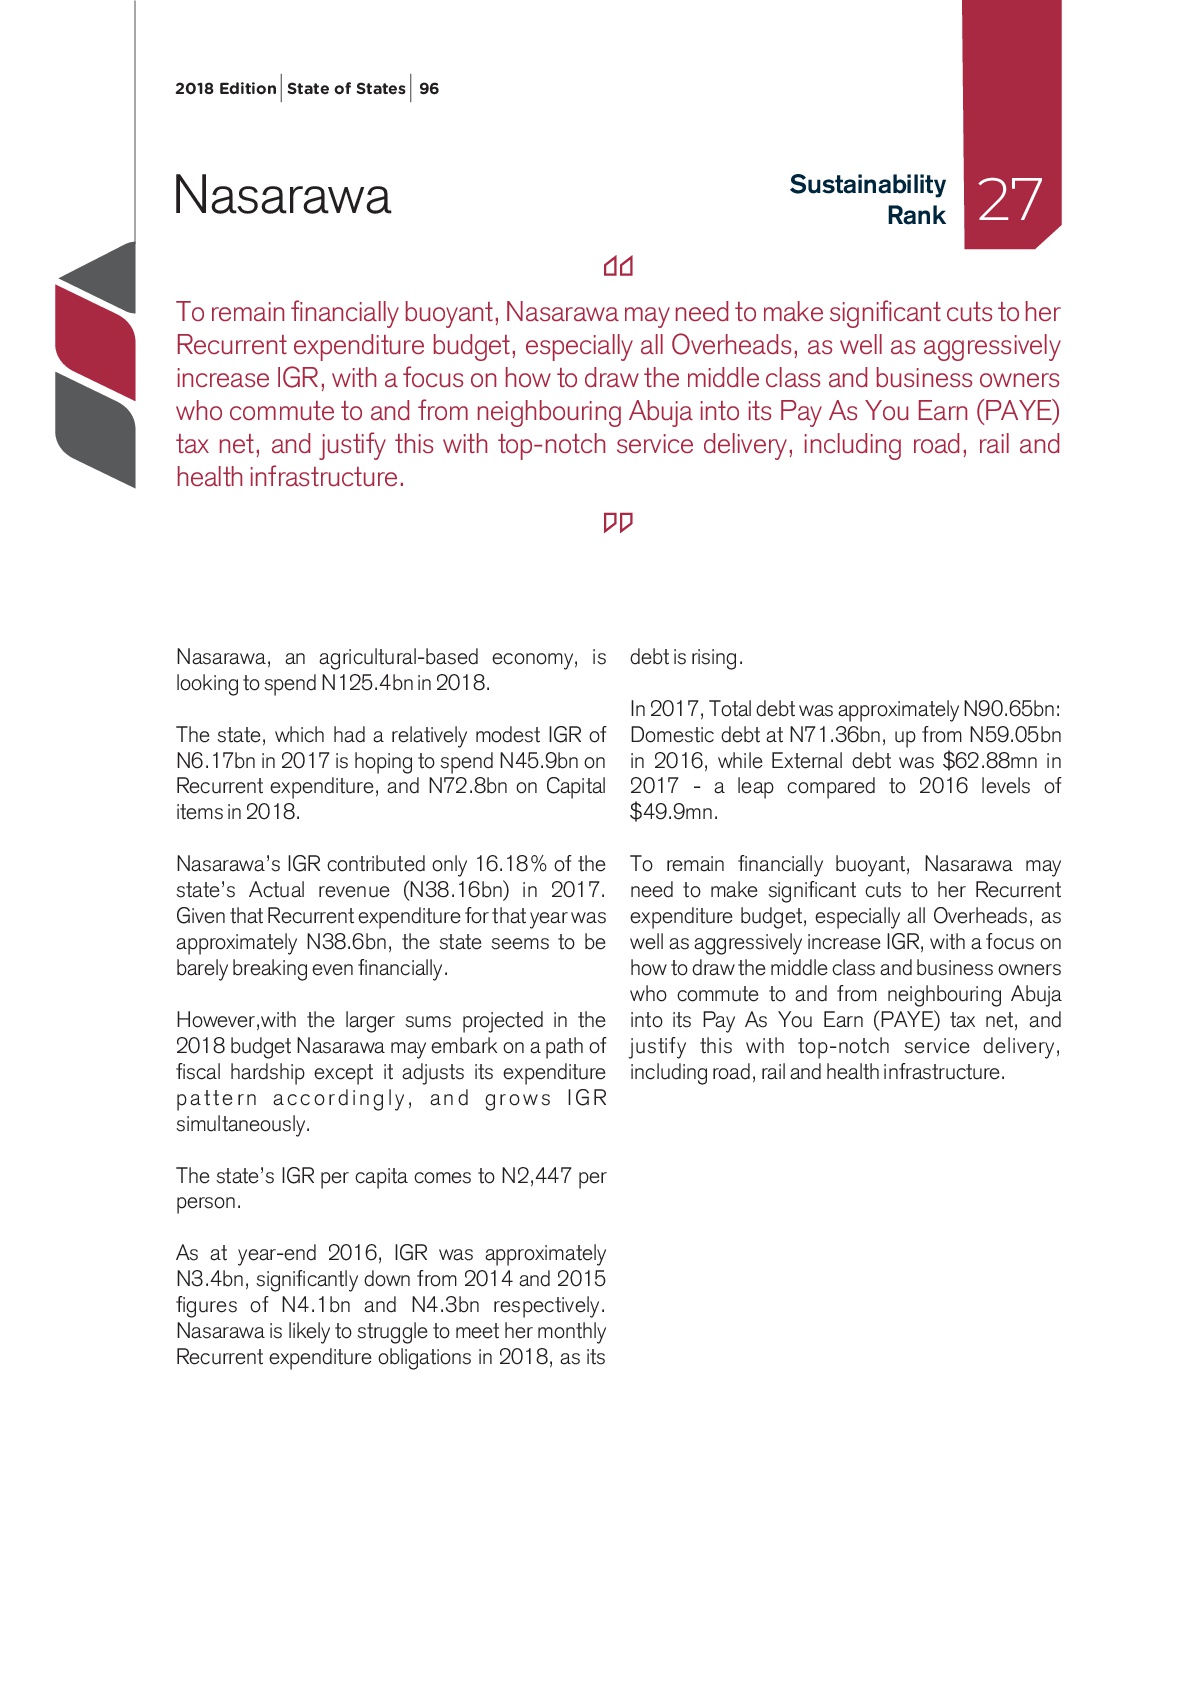 2018 Edition State of States 96
Nasarawa
Sustainability
Rank
27
To remain financially buoyant, Nasarawa may need to make significant cuts to her
Recurrent expenditure budget, especially all Overheads, as well as aggressively
increase IGR, with a focus on how to draw the middle class and business owners
who commute to and from neighbouring Abuja into its Pay As You Earn (PAYE)
tax net, and justify this with top-notch service delivery, including road, rail and
health infrastructure.
Nasarawa, an agricultural-based economy, is
looking to spend N125.4bn in 2018.
The state, which had a relatively modest IGR of
N6.17bn in 2017 is hoping to spend N45.9bn on
Recurrent expenditure, and N72.8bn on Capital
items in 2018.
Nasarawa's IGR contributed only 16.18% of the
state's Actual revenue (N38.16bn) in 2017.
Given that Recurrent expenditure for that year was
approximately N38.6bn, the state seems to be
barely breaking even financially.
However,with the larger sums projected in the
2018 budget Nasarawa may embark on a path of
fiscal hardship except it adjusts its expenditure
pattern accordingly, and grows IGR
simultaneously.
The state's IGR per capita comes to N2,447 per
person.
As at year-end 2016, IGR was approximately
N3.4bn, significantly down from 2014 and 2015
figures of N4.1bn and N4.3bn respectively.
Nasarawa is likely to struggle to meet her monthly
Recurrent expenditure obligations in 2018, as its
debt is rising.
In 2017, Total debt was approximately N90.65bn:
Domestic debt at N71.36bn, up from N59.05bn
in 2016, while External debt was $62.88mn in
2017 - a leap compared to 2016 levels of
$49.9mn.
To remain financially buoyant, Nasarawa may
need to make significant cuts to her Recurrent
expenditure budget, especially all Overheads, as
well as aggressively increase IGR, with a focus on
how to draw the middle class and business owners
who commute to and from neighbouring Abuja
into its Pay As You Earn (PAYE) tax net, and
justify this with top-notch service delivery,
including road, rail and health infrastructure.